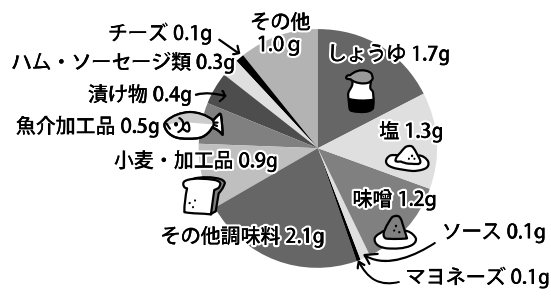 その他
1.0g
しょうゆ 1.7g
塩 1.3g
味噌 1.2g
ソース 0.1g
マヨネーズ 0.1g
その他調味料 2.1g
小麦・加工品 0.9g
魚介加工品 0.5g
漬け物 0.4g
ハム・ソーセージ類 0.3g
チーズ 0.1g